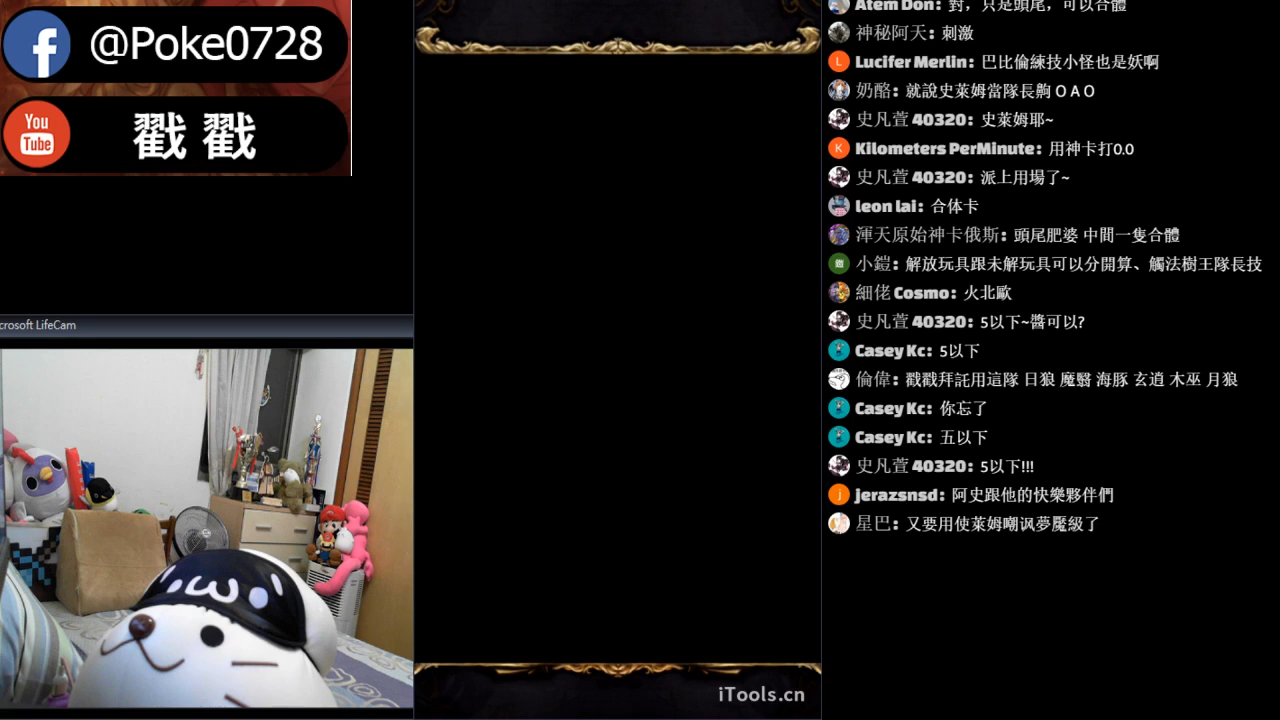 @Poke0728
You Tube
戳 戳
crosoft LifeCam
iTools.cn
Atem Don: 對，只是頭尾，可以合體
神秘阿天: 刺激
L Lucifer Merlin: 巴比倫練技小怪也是妖啊
奶酪: 就說史萊姆當隊長齁 O A O
史凡萱 40320: 史萊姆耶~
K Kilometers PerMinute: 用神卡打0.0
史凡萱 40320: 派上用場了~
leon lai: 合体卡
渾天原始神卡俄斯: 頭尾肥婆 中間一隻合體
小鎧: 解放玩具跟未解玩具可以分開算、觸法樹王隊長技
細佬 Cosmo: 火北歐
史凡萱 40320: 5以下~醬可以?
Casey Kc: 5以下
倫偉: 戳戳拜託用這隊 日狼 魔翳 海豚 玄逍 木巫 月狼
Casey Kc: 你忘了
Casey Kc: 五以下
史凡萱 40320: 5以下!!!
j jerazsnsd: 阿史跟他的快樂夥伴們
星巴: 又要用使萊姆嘲讽夢魘級了